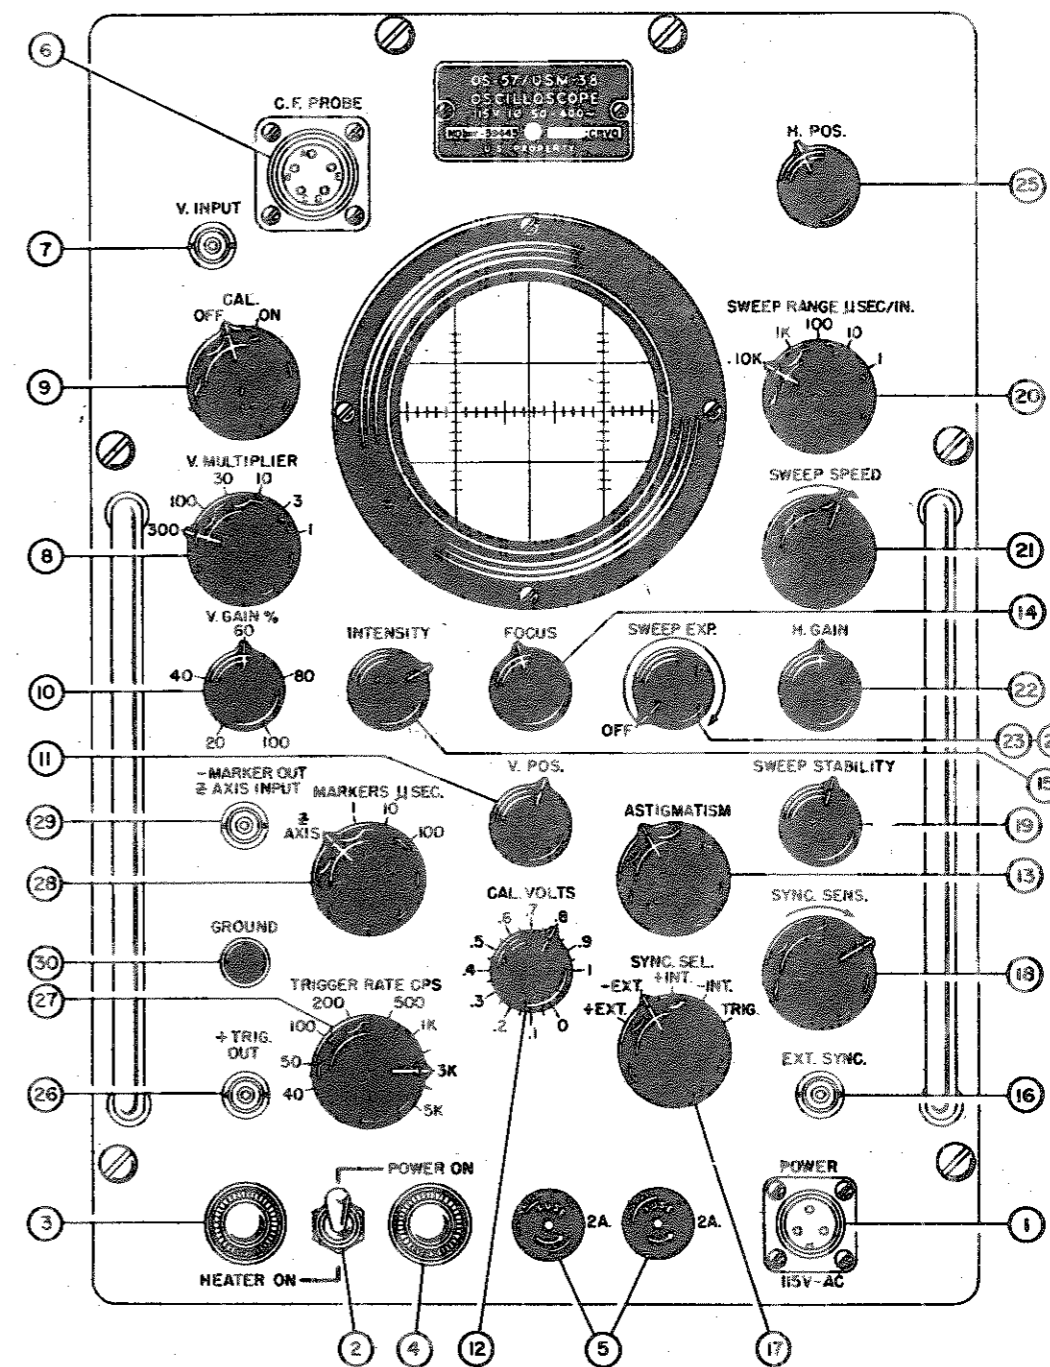 6
OS-57/USM-38
OSCILLOSCOPE
U.S. PROPERTY
C.F. PROBE
H. POS.
25
V. INPUT
7
CAL.
OFF ON
9
SWEEP RANGE µSEC/IN.
10K 1K 100 10 1
20
V. MULTIPLIER
300 100 30 10 3 1
8
SWEEP SPEED
21
14
V. GAIN %
20 40 60 80 100
10
INTENSITY
FOCUS
SWEEP EXP.
OFF
H. GAIN
22
23
11
15
-MARKER OUT
Z AXIS INPUT
29
MARKERS µSEC.
Z
AXIS
1 10 100
28
V. POS.
ASTIGMATISM
13
SWEEP STABILITY
19
CAL. VOLTS
0 .1 .2 .3 .4 .5 .6 .7 .8 .9 1
SYNC. SENS.
18
GROUND
30
27
TRIGGER RATE CPS
40 50 100 200 500 1K 3K 5K
SYNC. SEL.
+EXT. -EXT. +INT. -INT. TRIG.
+ TRIG.
OUT
26
EXT. SYNC.
16
POWER ON
HEATER ON
3
FUSE
2A.
FUSE
2A.
POWER
115V-AC
1
2
4
12
5
17